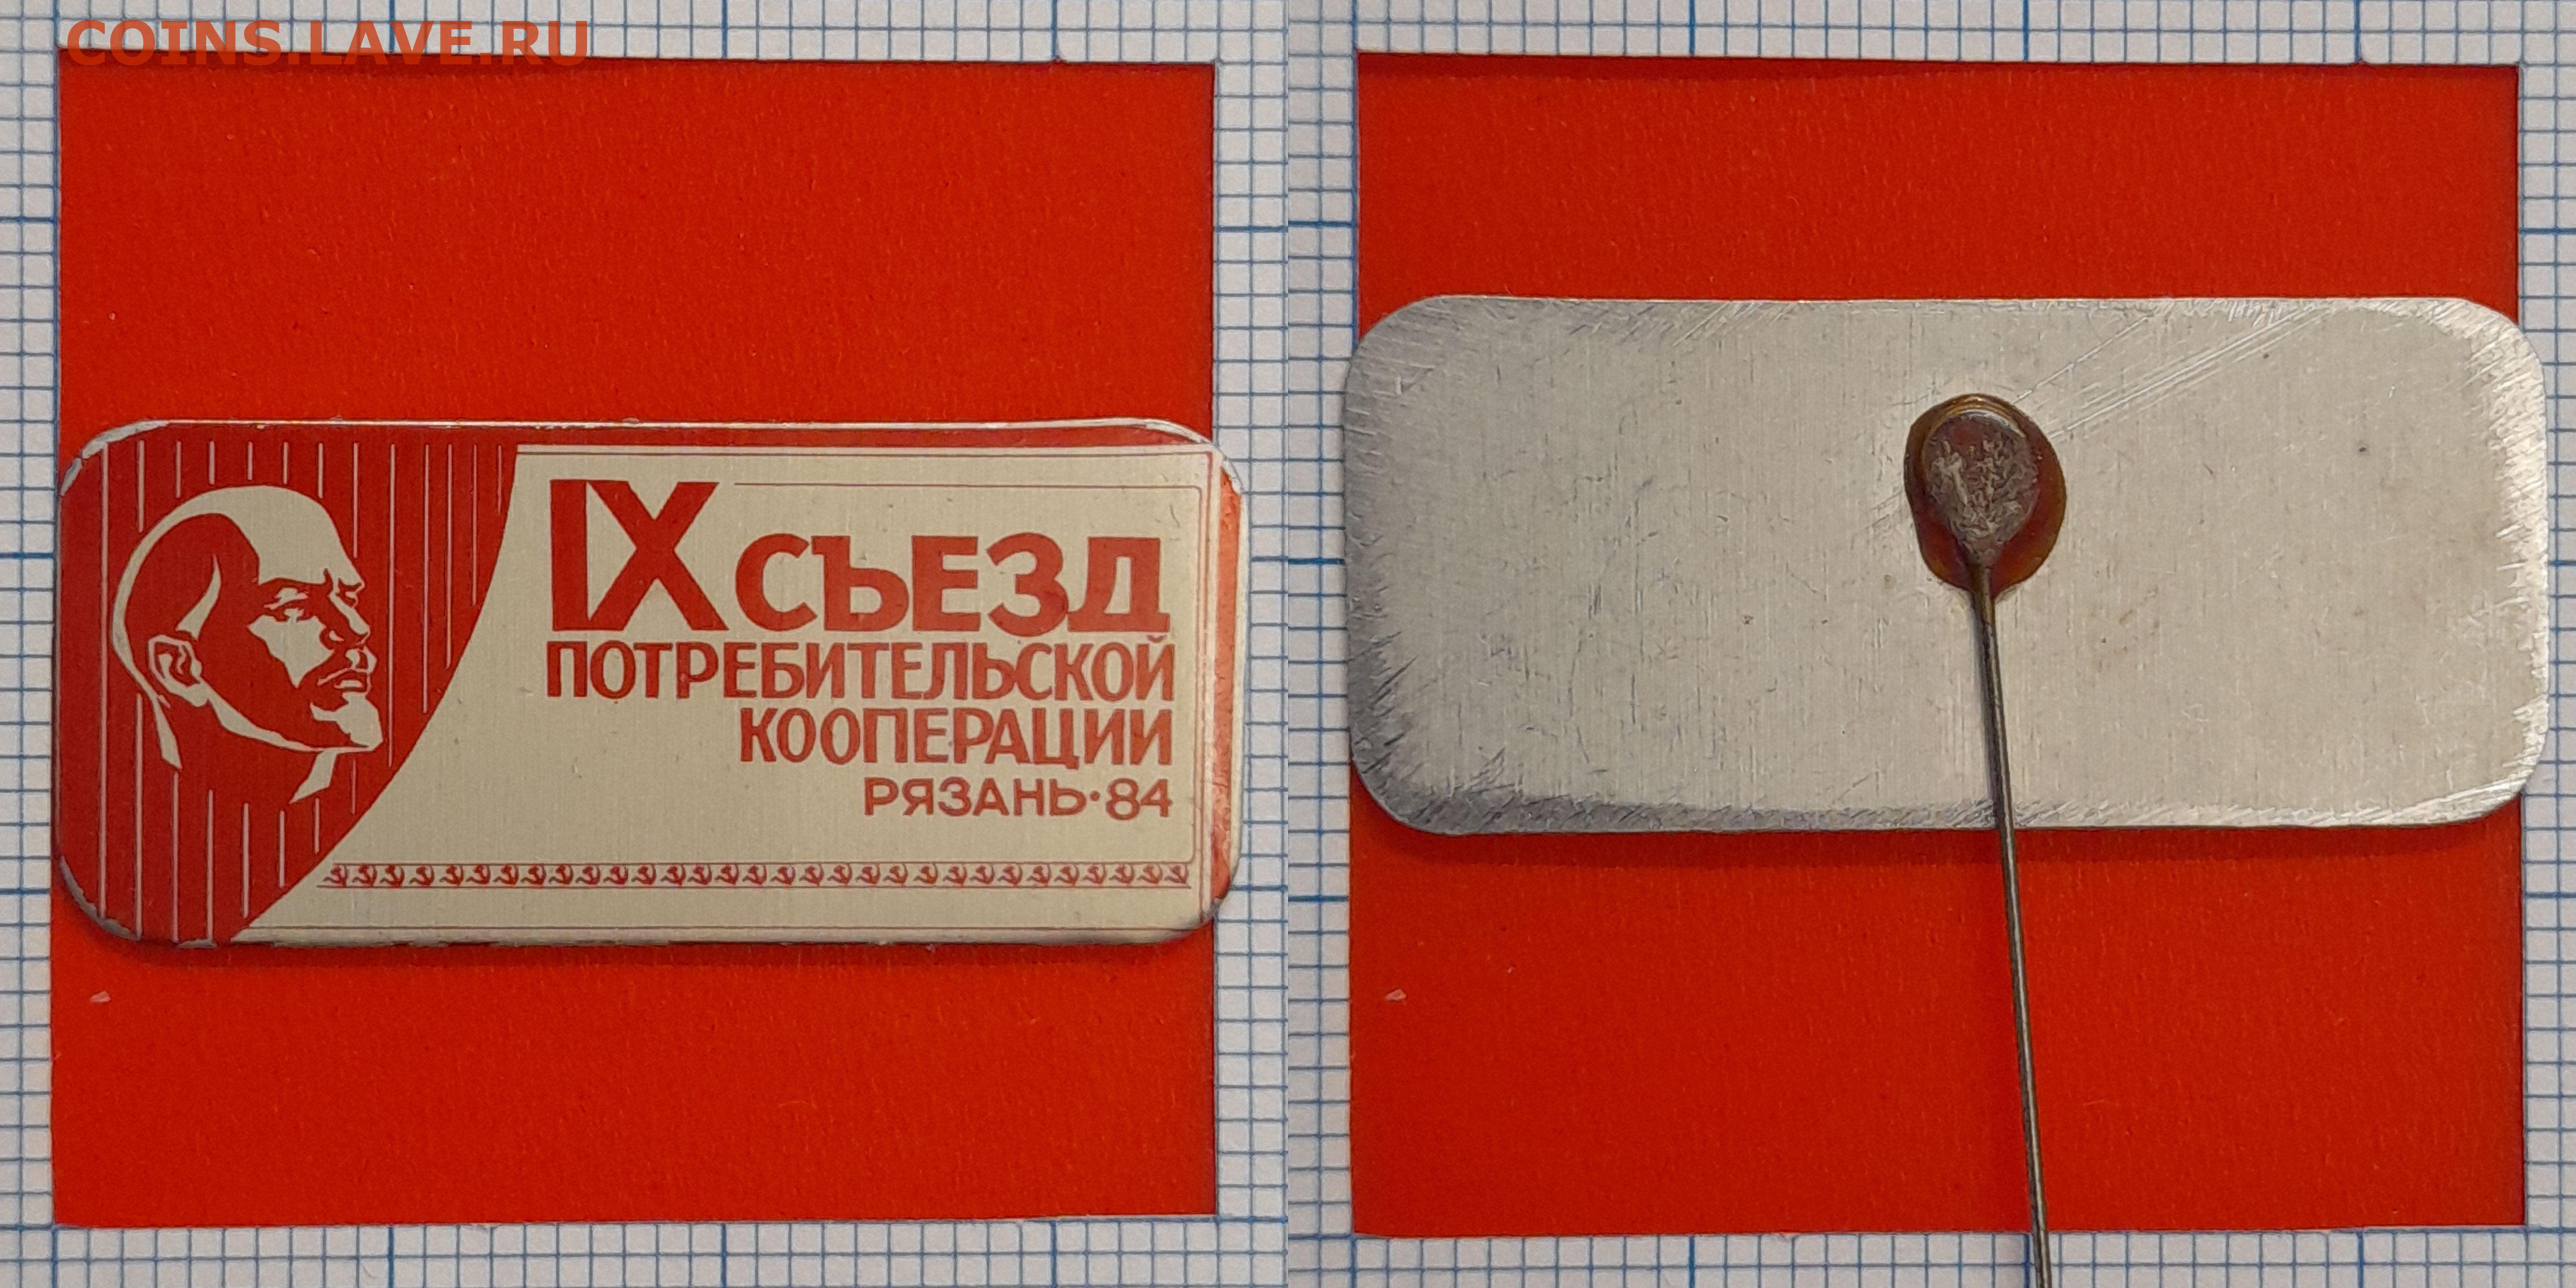 COINS.LAVE.RU
IX СЪЕЗД
ПОТРЕБИТЕЛЬСКОЙ
КООПЕРАЦИИ
РЯЗАНЬ·84